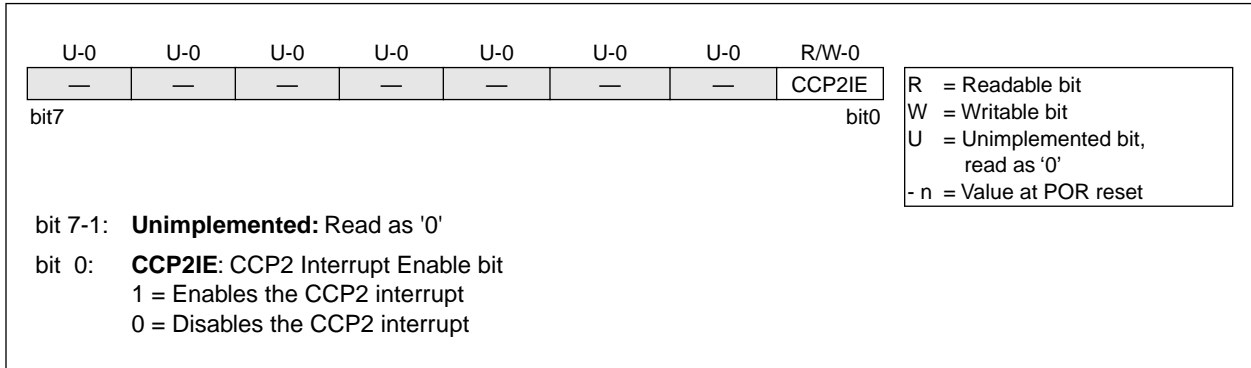 U-0 U-0 U-0 U-0 U-0 U-0 U-0 R/W-0
— — — — — — — CCP2IE
bit7 bit0
R = Readable bit
W = Writable bit
U = Unimplemented bit,
read as ‘0’
- n = Value at POR reset
bit 7-1: Unimplemented: Read as '0'
bit 0: CCP2IE: CCP2 Interrupt Enable bit
1 = Enables the CCP2 interrupt
0 = Disables the CCP2 interrupt